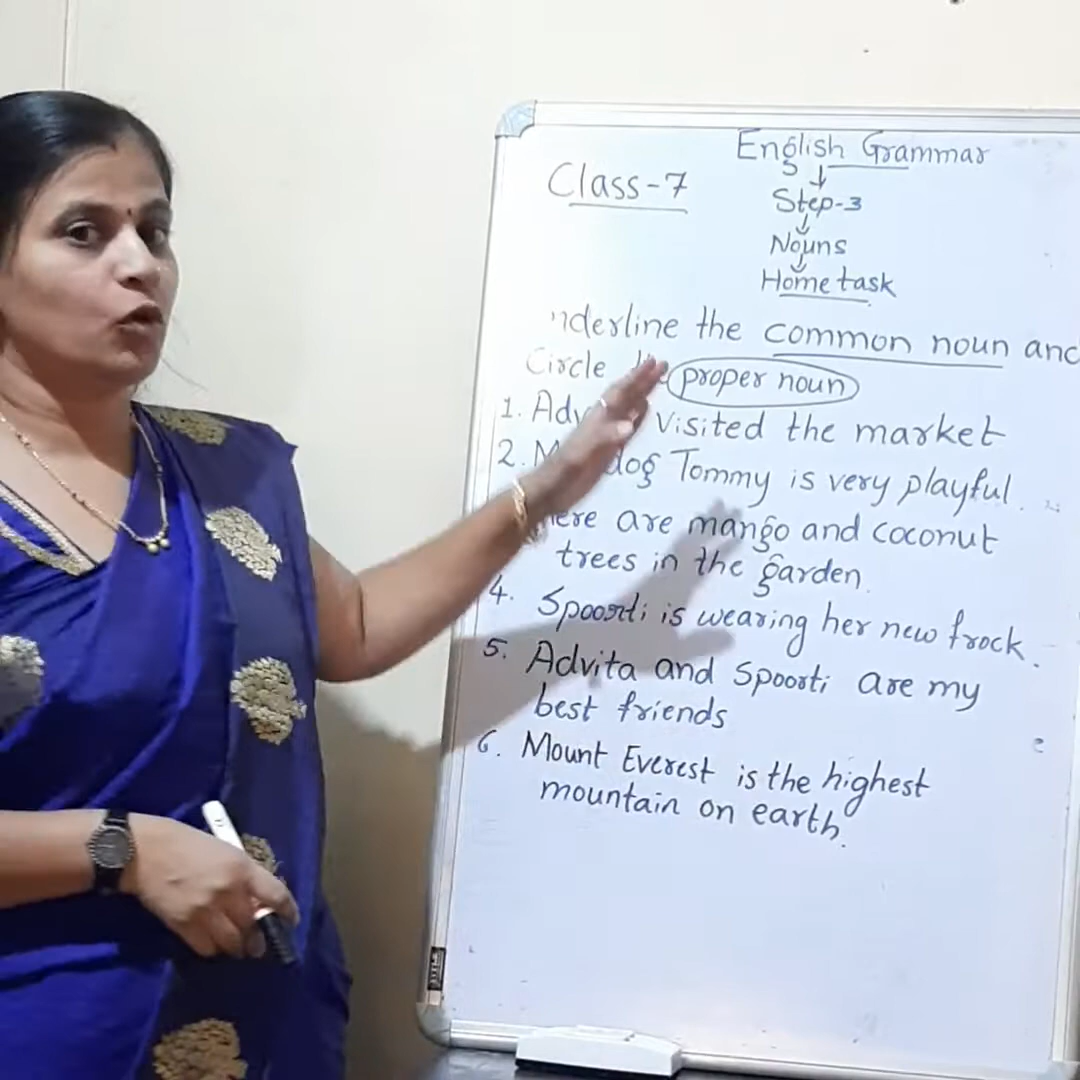 English Grammar
Class-7
Step-3
Nouns
Home task
nderline the common noun and
Circle proper noun
1. Adv visited the market
2. M dog Tommy is very playful.
ere are mango and coconut
trees in the garden.
4. Spoorti is wearing her new frock.
5. Advita and Spoorti are my
best friends
6. Mount Everest is the highest
mountain on earth.